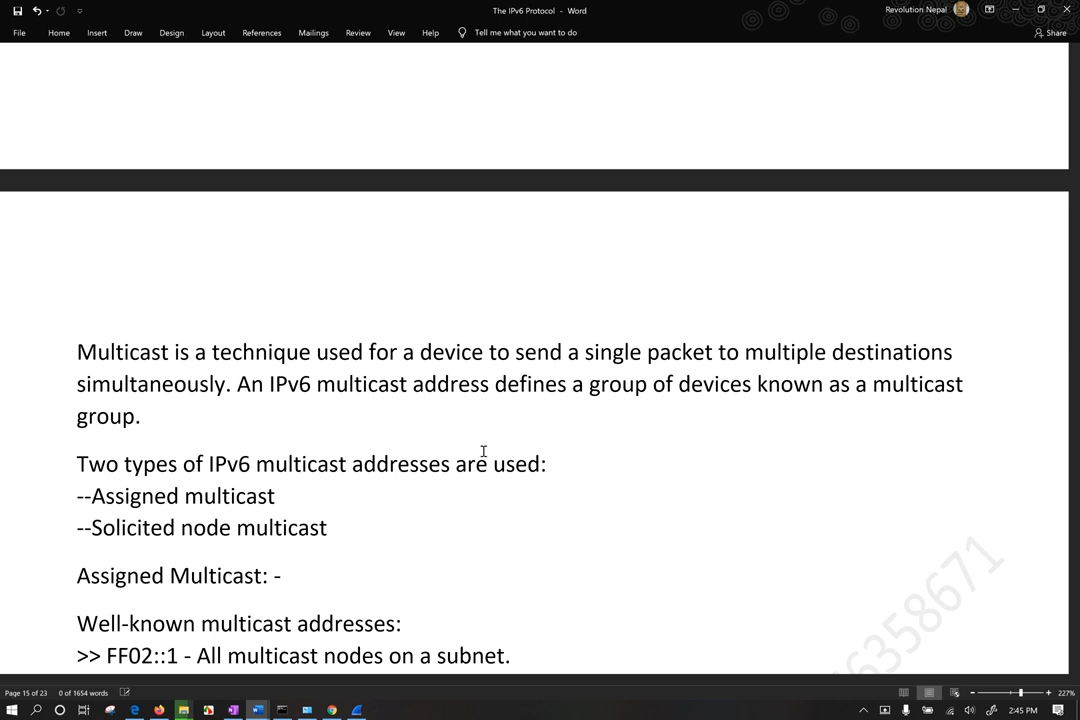 The IPv6 Protocol - Word
Revolution Nepal
File Home Insert Draw Design Layout References Mailings Review View Help Tell me what you want to do Share
Multicast is a technique used for a device to send a single packet to multiple destinations
simultaneously. An IPv6 multicast address defines a group of devices known as a multicast
group.
Two types of IPv6 multicast addresses are used:
--Assigned multicast
--Solicited node multicast
Assigned Multicast: -
Well-known multicast addresses:
>> FF02::1 - All multicast nodes on a subnet.
6358671
Page 15 of 23 0 of 1654 words 227%
2:45 PM